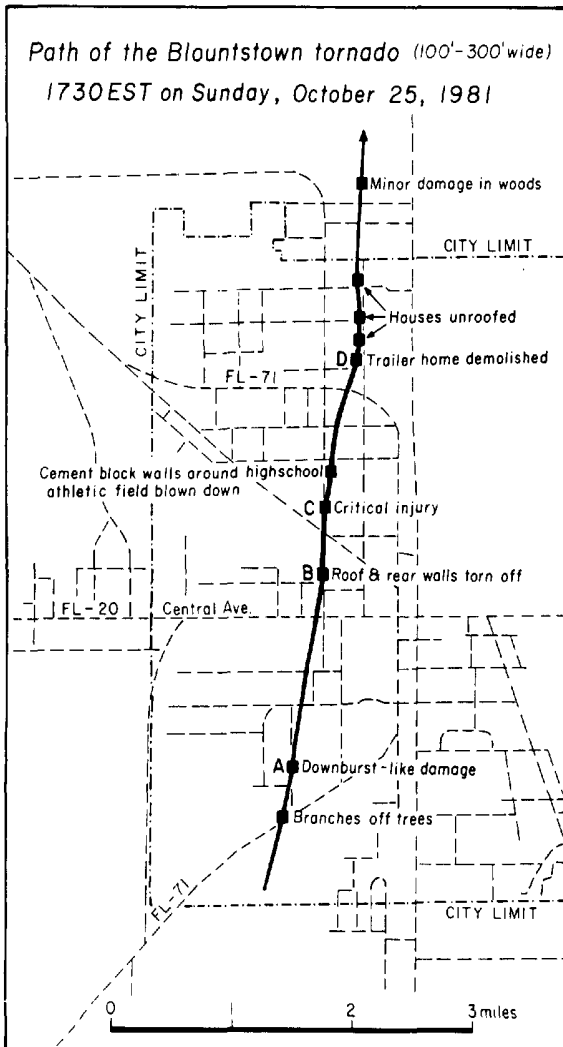 Path of the Blountstown tornado (100'-300' wide)
1730 EST on Sunday, October 25, 1981
Minor damage in woods
CITY LIMIT
CITY LIMIT
Houses unroofed
D Trailer home demolished
FL-71
Cement block walls around highschool
athletic field blown down
C Critical injury
B Roof & rear walls torn off
FL-20
Central Ave.
A Downburst-like damage
Branches off trees
FL-71
CITY LIMIT
0 1 2 3 miles